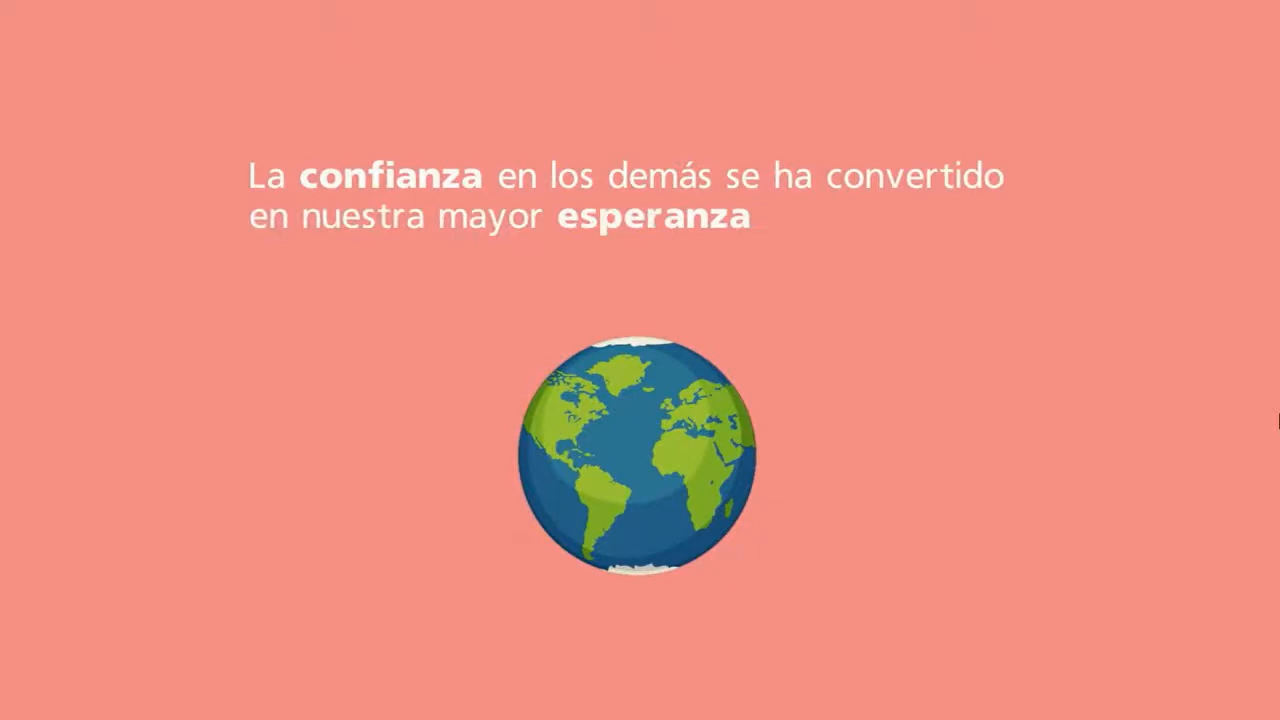 La confianza en los demás se ha convertido
en nuestra mayor esperanza